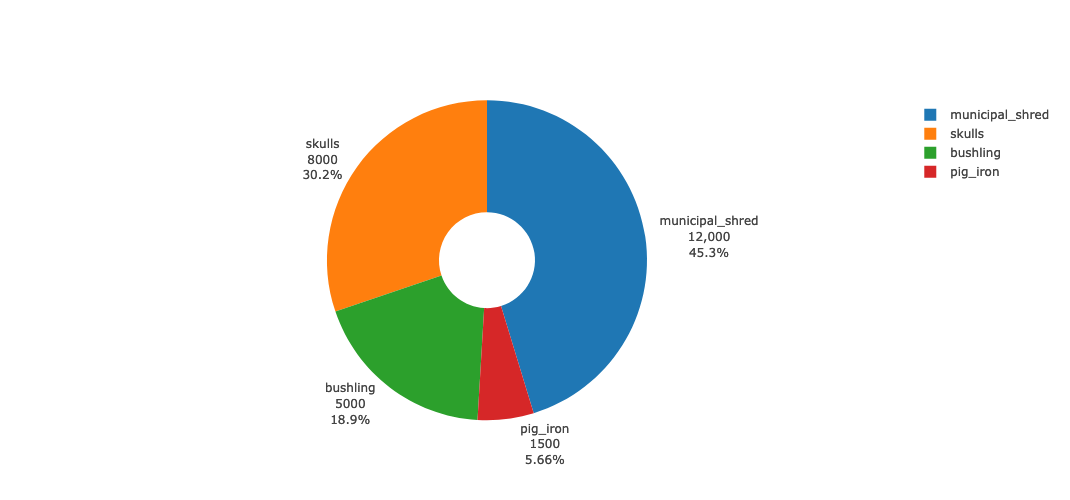 skulls
8000
30.2%
municipal_shred
12,000
45.3%
bushling
5000
18.9%
pig_iron
1500
5.66%
municipal_shred
skulls
bushling
pig_iron